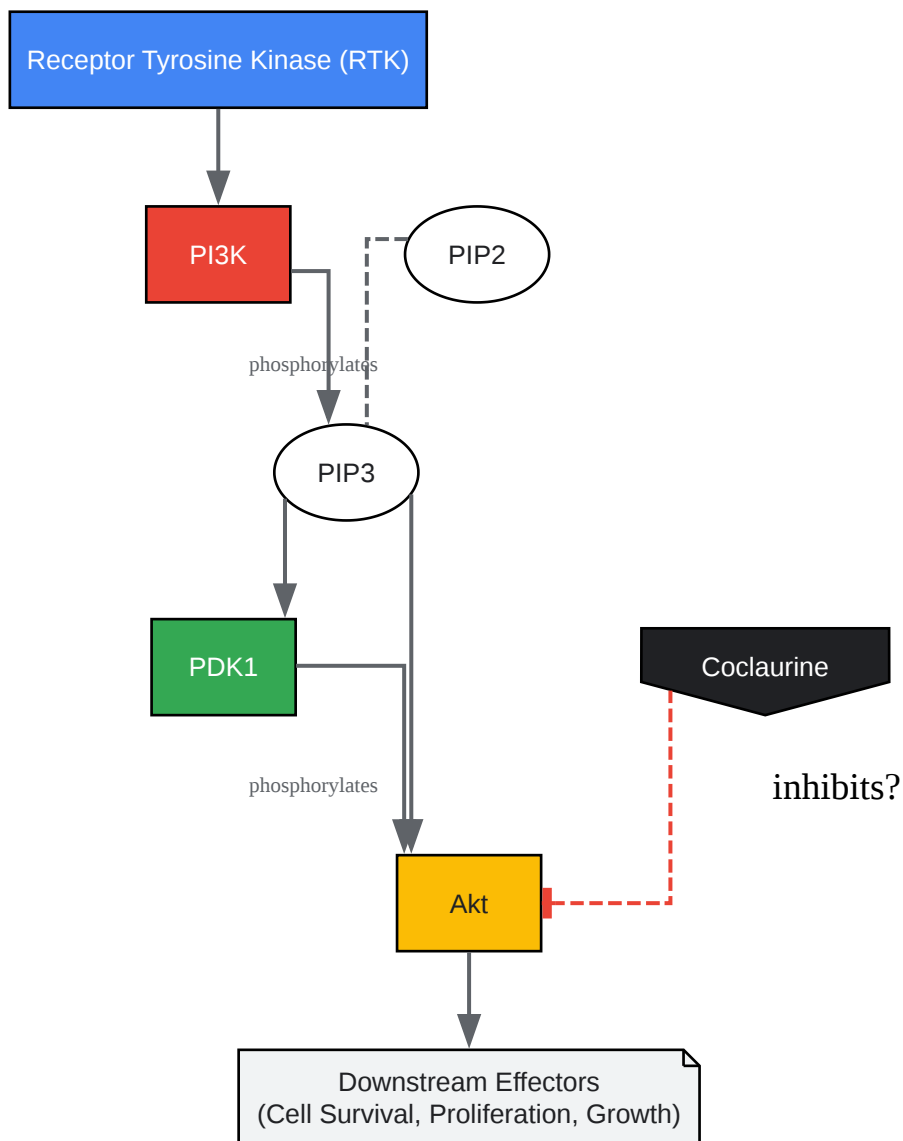 Receptor Tyrosine Kinase (RTK)
PI3K
PIP2
phosphorylates
PIP3
PDK1
Coclaurine
phosphorylates
inhibits?
Akt
Downstream Effectors
(Cell Survival, Proliferation, Growth)